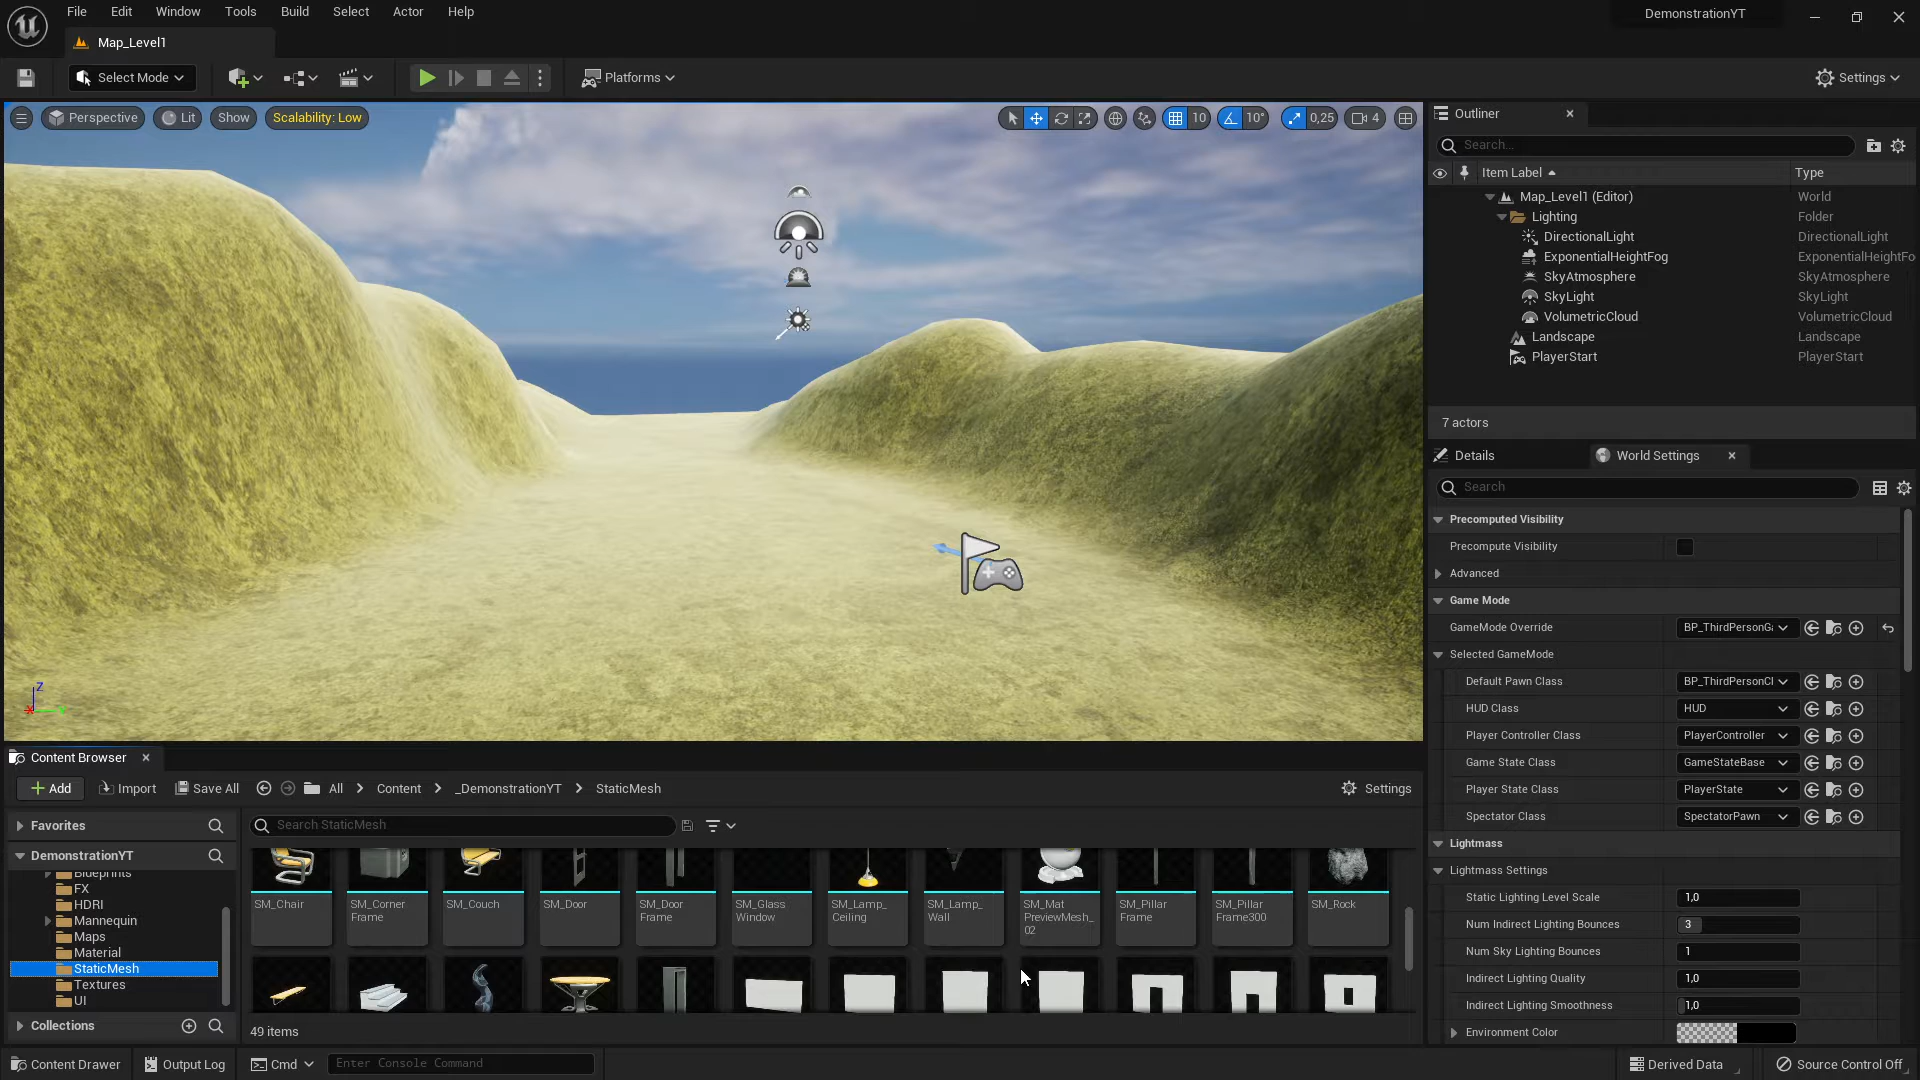 File Edit Window Tools Build Select Actor Help
DemonstrationYT
Map_Level1
Select Mode
Platforms
Settings
Perspective
Lit
Show
Scalability: Low
10
10°
0,25
4
Outliner
Search...
Item Label
Type
Map_Level1 (Editor)
World
Lighting
Folder
DirectionalLight
DirectionalLight
ExponentialHeightFog
ExponentialHeightFo
SkyAtmosphere
SkyAtmosphere
SkyLight
SkyLight
VolumetricCloud
VolumetricCloud
Landscape
Landscape
PlayerStart
PlayerStart
7 actors
Details
World Settings
Search
Precomputed Visibility
Precompute Visibility
Advanced
Game Mode
GameMode Override
BP_ThirdPersonGa
Selected GameMode
Default Pawn Class
BP_ThirdPersonCl
HUD Class
HUD
Player Controller Class
PlayerController
Game State Class
GameStateBase
Player State Class
PlayerState
Spectator Class
SpectatorPawn
Lightmass
Lightmass Settings
Static Lighting Level Scale
1,0
Num Indirect Lighting Bounces
3
Num Sky Lighting Bounces
1
Indirect Lighting Quality
1,0
Indirect Lighting Smoothness
1,0
Environment Color
Z
Content Browser
Add
Import
Save All
All
Content
_DemonstrationYT
StaticMesh
Settings
Favorites
Search StaticMesh
DemonstrationYT
Blueprints
FX
HDRI
Mannequin
Maps
Material
StaticMesh
Textures
UI
Collections
SM_Chair
SM_Corner
Frame
SM_Couch
SM_Door
SM_Door
Frame
SM_Glass
Window
SM_Lamp_
Ceiling
SM_Lamp_
Wall
SM_Mat
PreviewMesh_
02
SM_Pillar
Frame
SM_Pillar
Frame300
SM_Rock
49 items
Content Drawer
Output Log
Cmd
Enter Console Command
Derived Data
Source Control Off